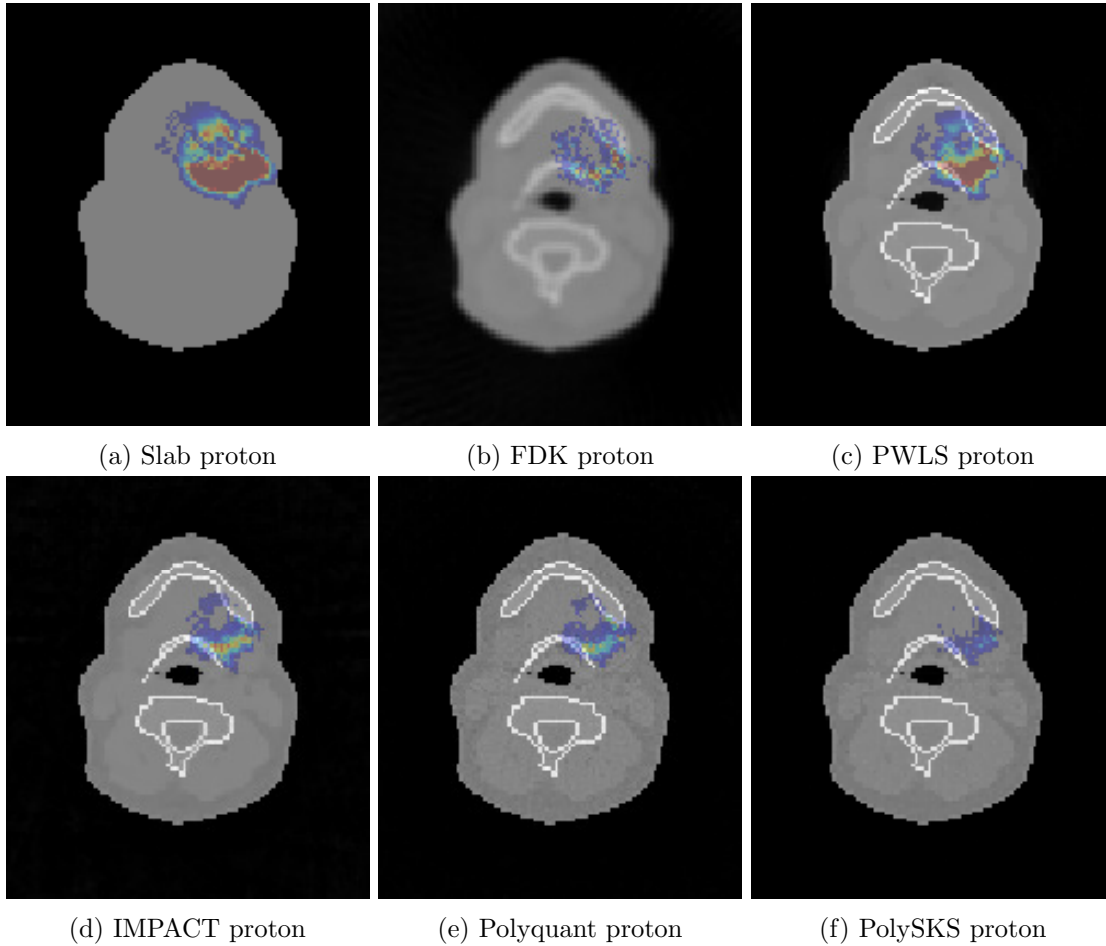 (a) Slab proton
(b) FDK proton
(c) PWLS proton
(d) IMPACT proton
(e) Polyquant proton
(f) PolySKS proton